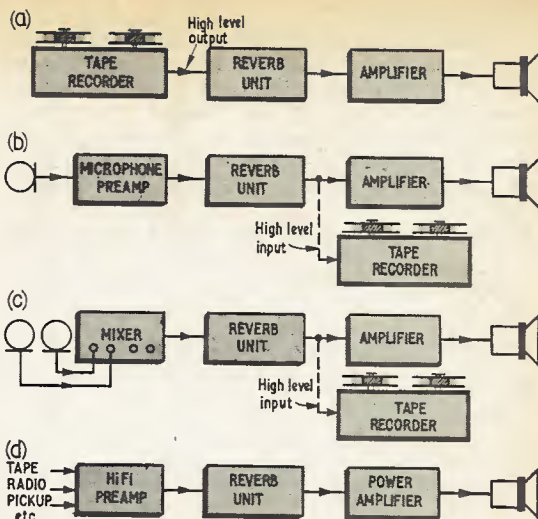 (a)
High level
output
TAPE
RECORDER
REVERB
UNIT
AMPLIFIER
(b)
MICROPHONE
PREAMP
REVERB
UNIT
AMPLIFIER
High level
input
TAPE
RECORDER
(c)
MIXER
REVERB
UNIT.
AMPLIFIER
High level
input
TAPE
RECORDER
(d)
TAPE
RADIO
PICKUP
etc
HiFi
PREAMP
REVERB
UNIT
POWER
AMPLIFIER